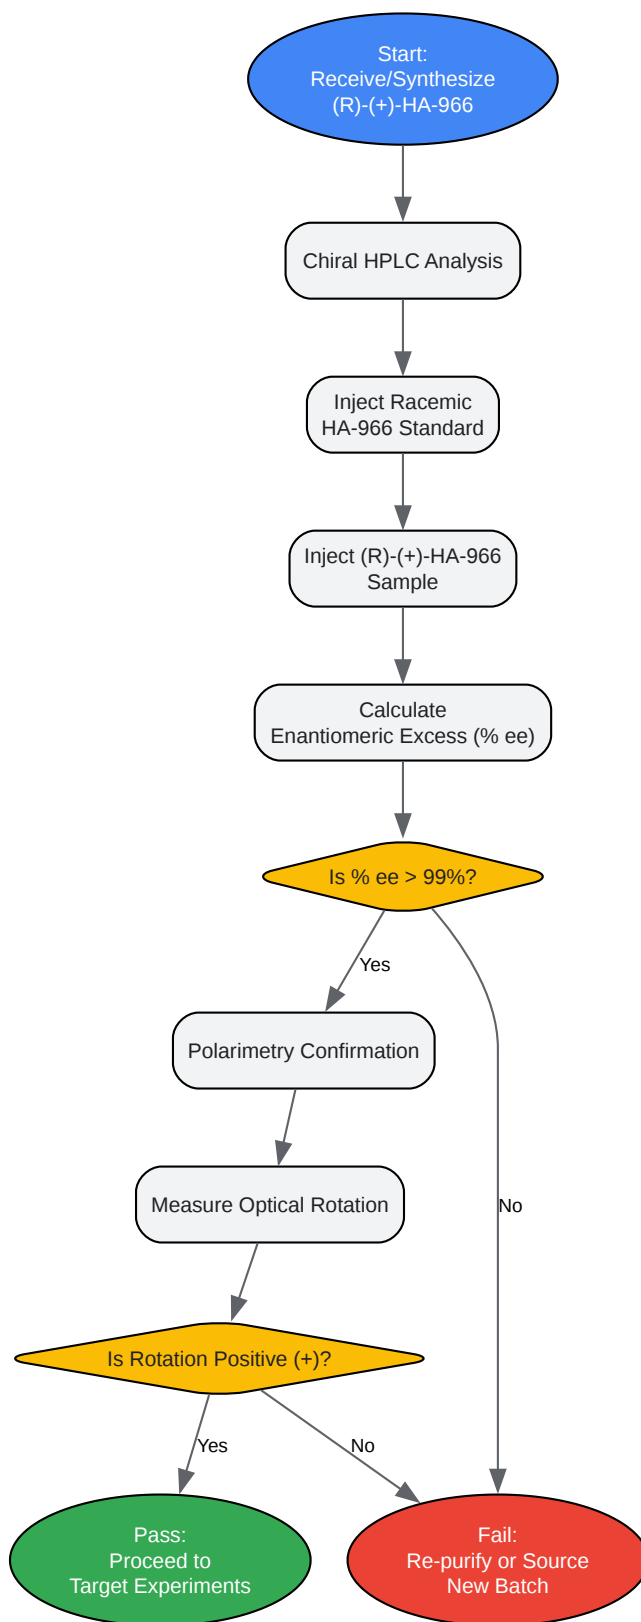 Start:
Receive/Synthesize
(R)-(+)-HA-966
Chiral HPLC Analysis
Inject Racemic
HA-966 Standard
Inject (R)-(+)-HA-966
Sample
Calculate
Enantiomeric Excess (% ee)
Is % ee > 99%?
Yes
Polarimetry Confirmation
Measure Optical Rotation
No
Is Rotation Positive (+)?
Yes
No
Pass:
Proceed to
Target Experiments
Fail:
Re-purify or Source
New Batch